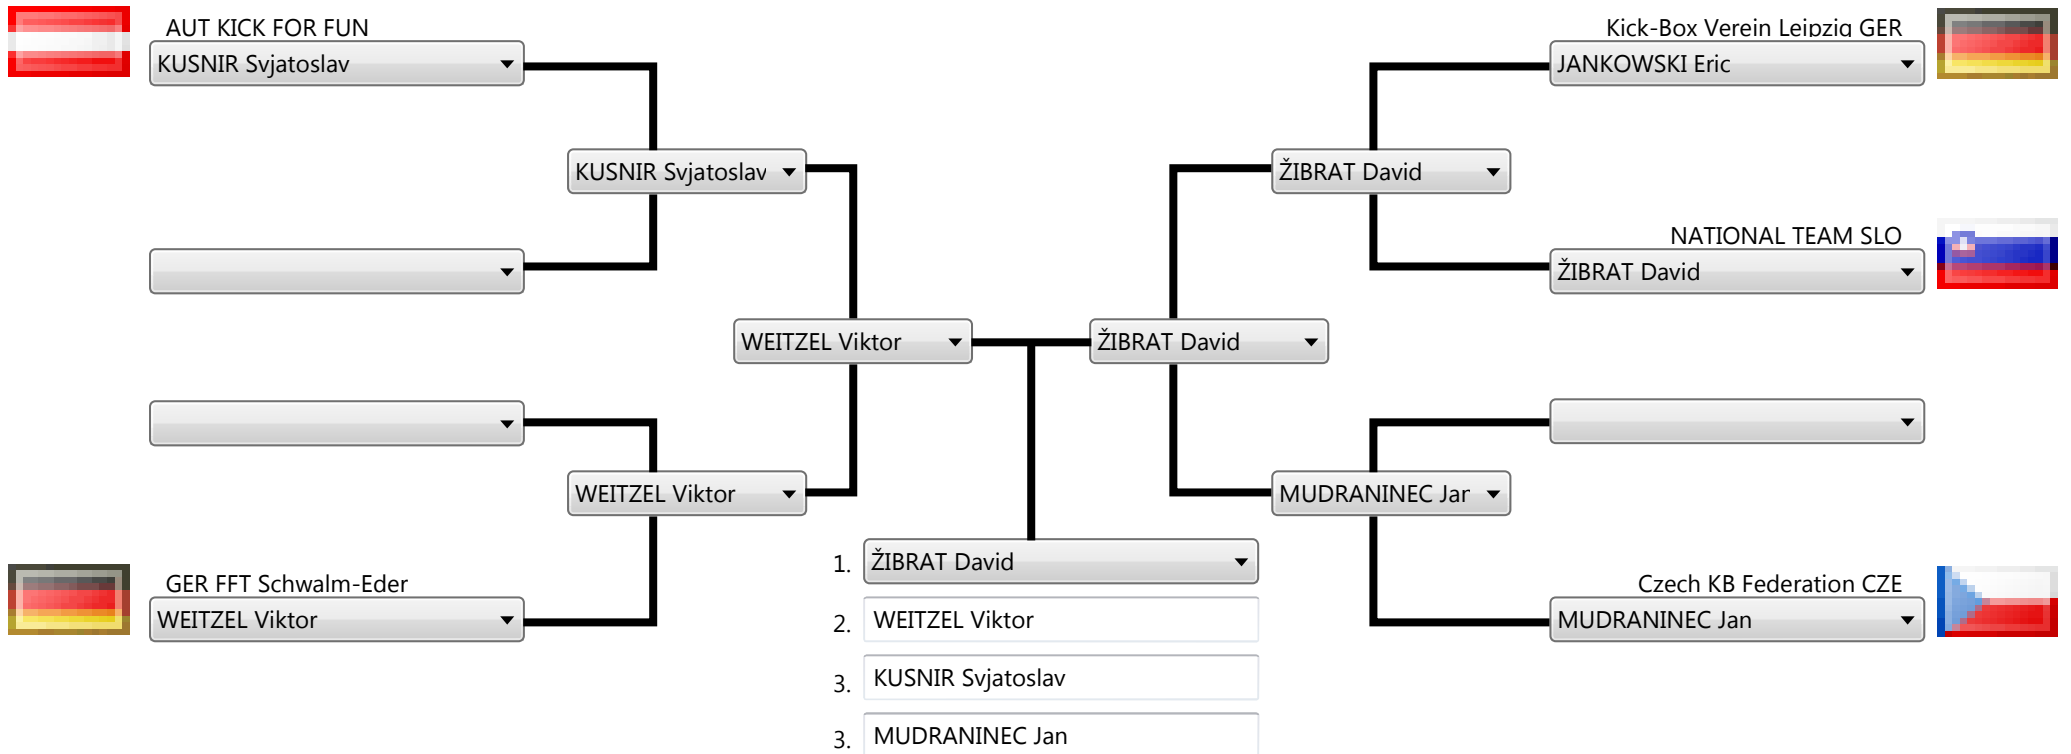 AUT KICK FOR FUN
KUSNIR Svjatoslav
Kick-Box Verein Leipzig GER
JANKOWSKI Eric
KUSNIR Svjatoslav
ŽIBRAT David
NATIONAL TEAM SLO
ŽIBRAT David
WEITZEL Viktor
ŽIBRAT David
WEITZEL Viktor
MUDRANINEC Jan
GER FFT Schwalm-Eder
WEITZEL Viktor
Czech KB Federation CZE
MUDRANINEC Jan
1. ŽIBRAT David
2. WEITZEL Viktor
3. KUSNIR Svjatoslav
3. MUDRANINEC Jan